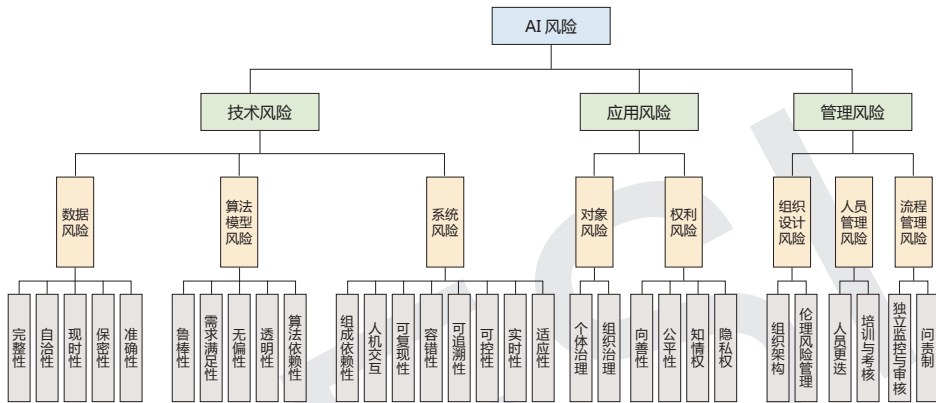 AI 风险
技术风险
应用风险
管理风险
数据
风险
算法
模型
风险
系统
风险
对象
风险
权利
风险
组织
设计
风险
人员
管理
风险
流程
管理
风险
完整性
自洽性
现时性
保密性
准确性
鲁棒性
需求满足性
无偏性
透明性
算法依赖性
组成依赖性
人机交互
可复现性
容错性
可追溯性
可控性
实时性
适应性
个体治理
组织治理
向善性
公平性
知情权
隐私权
组织架构
伦理风险管理
人员更迭
培训与考核
独立监控与审核
问责制